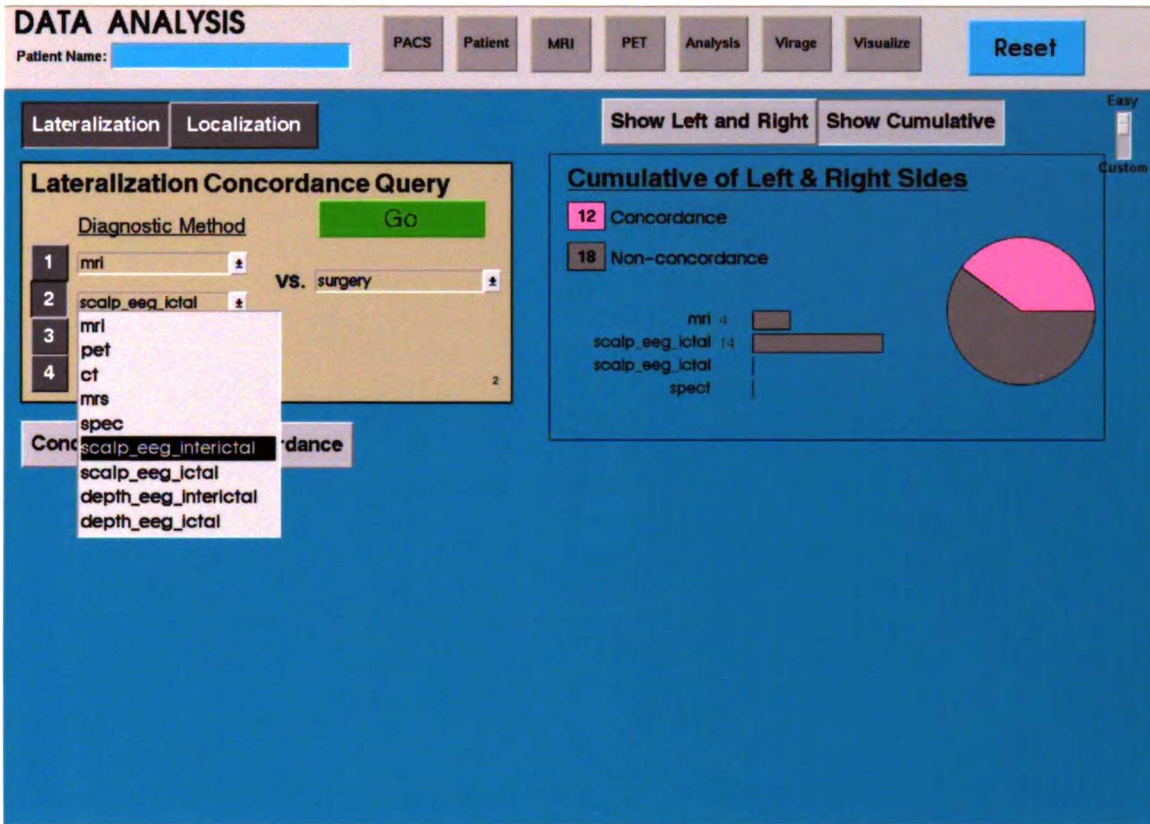 DATA ANALYSIS
Patient Name:
PACS Patient MRI PET Analysis Virage Visualize Reset
Lateralization Localization
Show Left and Right Show Cumulative
Easy
Custom
Lateralization Concordance Query
Go
Diagnostic Method
1 mri
vs. surgery
2 scalp_eeg_ictal
3
4
mri
pet
ct
mrs
spec
scalp_eeg_interictal
scalp_eeg_ictal
depth_eeg_interictal
depth_eeg_ictal
2
Conc
rdance
Cumulative of Left & Right Sides
12 Concordance
18 Non-concordance
mri 4
scalp_eeg_ictal 14
scalp_eeg_ictal
spect